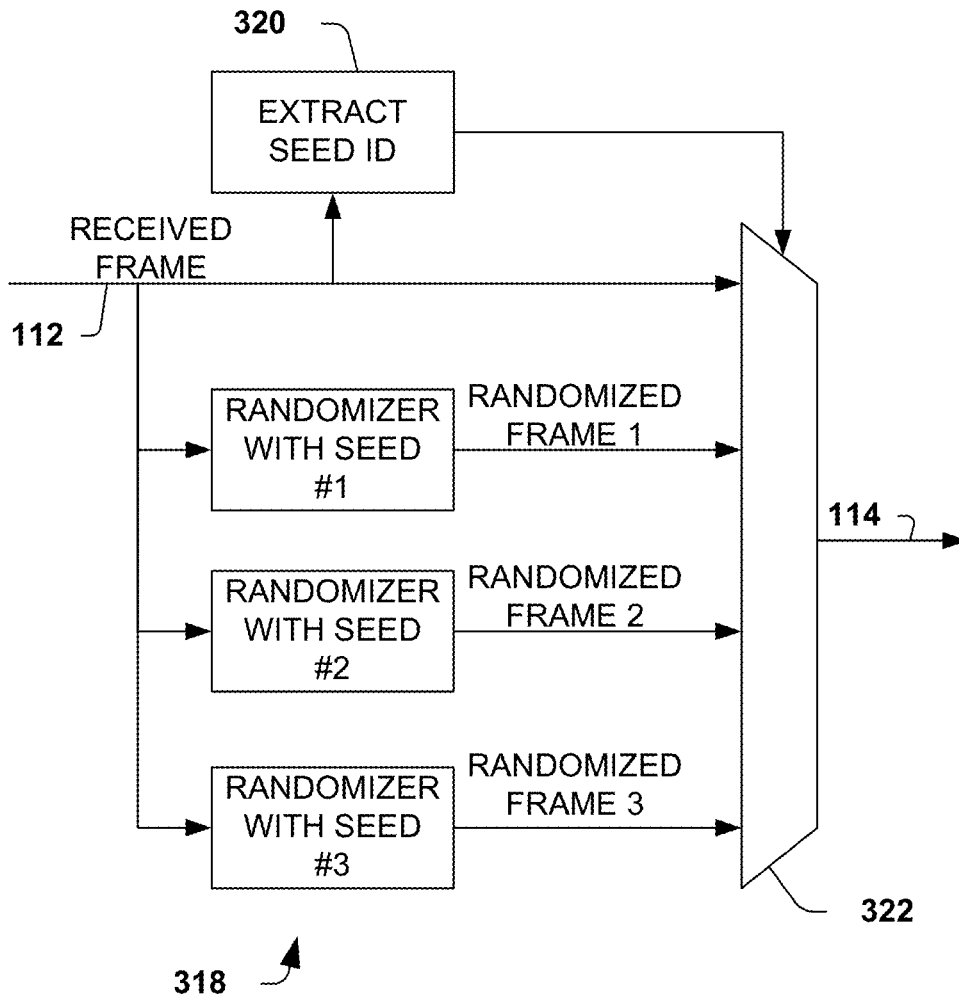 320
EXTRACT
SEED ID
RECEIVED
FRAME
112
RANDOMIZER
WITH SEED
#1
RANDOMIZED
FRAME 1
114
RANDOMIZER
WITH SEED
#2
RANDOMIZED
FRAME 2
RANDOMIZER
WITH SEED
#3
RANDOMIZED
FRAME 3
322
318